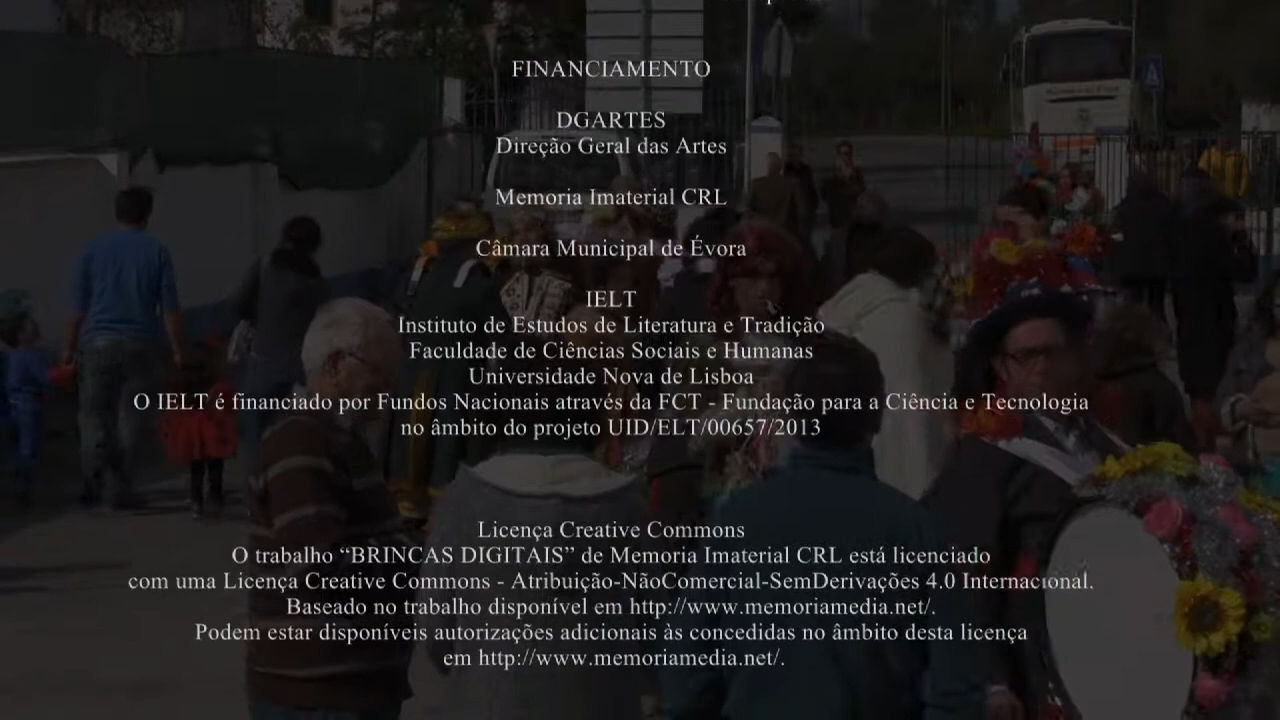 FINANCIAMENTO
DGARTES
Direção Geral das Artes
Memoria Imaterial CRL
Câmara Municipal de Évora
IELT
Instituto de Estudos de Literatura e Tradição
Faculdade de Ciências Sociais e Humanas
Universidade Nova de Lisboa
O IELT é financiado por Fundos Nacionais através da FCT - Fundação para a Ciência e Tecnologia
no âmbito do projeto UID/ELT/00657/2013
Licença Creative Commons
O trabalho “BRINCAS DIGITAIS” de Memoria Imaterial CRL está licenciado
com uma Licença Creative Commons - Atribuição-NãoComercial-SemDerivações 4.0 Internacional.
Baseado no trabalho disponível em http://www.memoriamedia.net/.
Podem estar disponíveis autorizações adicionais às concedidas no âmbito desta licença
em http://www.memoriamedia.net/.